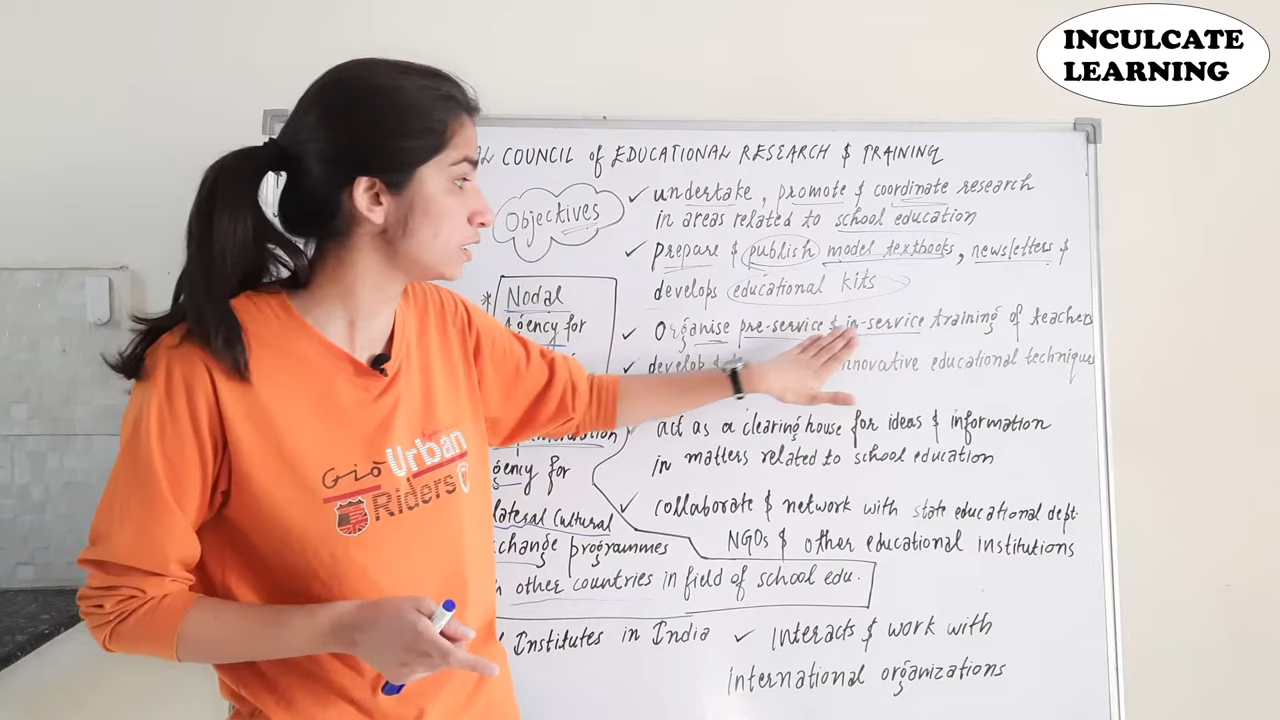 INCULCATE
LEARNING
COUNCIL of EDUCATIONAL RESEARCH & TRAINING
Objectives
✓ undertake, promote & coordinate research
in areas related to school education
✓ prepare & publish model textbooks, newsletters &
develops educational kits
✓ Organise pre-service & in-service training of teachers
✓ develop innovative educational techniques
act as a clearing house for ideas & information
in matters related to school education
✓ collaborate & network with state educational dept.
NGOs & other educational institutions
* Nodal
Agency for
Agency for
lateral Cultural
change programmes
other countries in field of school edu.
Institutes in India
✓ interacts & work with
international organizations
Giò
Urban
Riders